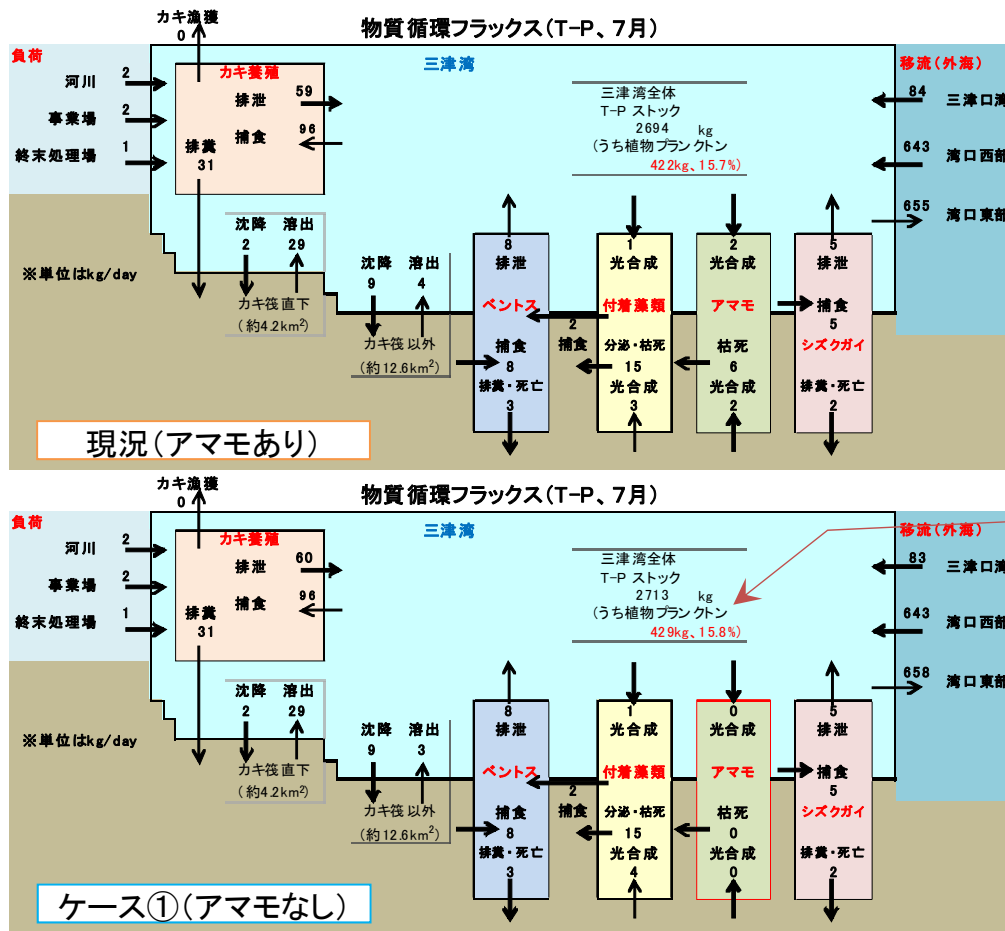 カキ漁獲
0
物質循環フラックス(T-P、7月)
負荷
カキ養殖
三津湾
移流(外海)
河川 2
排泄 59
三津湾全体
T-P ストック
2694 kg
(うち植物プランクトン
422kg、15.7%)
84 三津口湾
事業場 2
捕食 96
643 湾口西部
終末処理場 1
排糞
31
655 湾口東部
沈降 溶出
2 29
カキ筏直下
(約4.2km²)
※単位はkg/day
沈降 溶出
9 4
カキ筏以外
(約12.6km²)
8
排泄
ベントス
捕食
8
排糞・死亡
3
2
捕食
1
光合成
付着藻類
分泌・枯死
15
光合成
3
2
光合成
アマモ
枯死
6
光合成
2
5
排泄
捕食
5
シズクガイ
排糞・死亡
2
現況(アマモあり)
カキ漁獲
0
物質循環フラックス(T-P、7月)
負荷
カキ養殖
三津湾
移流(外海)
河川 2
排泄 60
三津湾全体
T-P ストック
2713 kg
(うち植物プランクトン
429kg、15.8%)
83 三津口湾
事業場 2
捕食 96
643 湾口西部
終末処理場 1
排糞
31
658 湾口東部
沈降 溶出
2 29
カキ筏直下
(約4.2km²)
※単位はkg/day
沈降 溶出
9 3
カキ筏以外
(約12.6km²)
8
排泄
ベントス
捕食
8
排糞・死亡
3
2
捕食
1
光合成
付着藻類
分泌・枯死
15
光合成
4
0
光合成
アマモ
枯死
0
光合成
0
5
排泄
捕食
5
シズクガイ
排糞・死亡
2
ケース①(アマモなし)